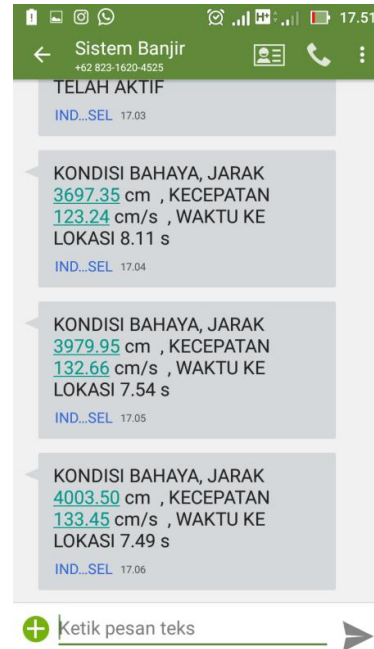 17.51
Sistem Banjir
+62 823-1620-4525
TELAH AKTIF
IND...SEL 17.03
KONDISI BAHAYA, JARAK
3697.35 cm , KECEPATAN
123.24 cm/s , WAKTU KE
LOKASI 8.11 s
IND...SEL 17.04
KONDISI BAHAYA, JARAK
3979.95 cm , KECEPATAN
132.66 cm/s , WAKTU KE
LOKASI 7.54 s
IND...SEL 17.05
KONDISI BAHAYA, JARAK
4003.50 cm , KECEPATAN
133.45 cm/s , WAKTU KE
LOKASI 7.49 s
IND...SEL 17.06
Ketik pesan teks